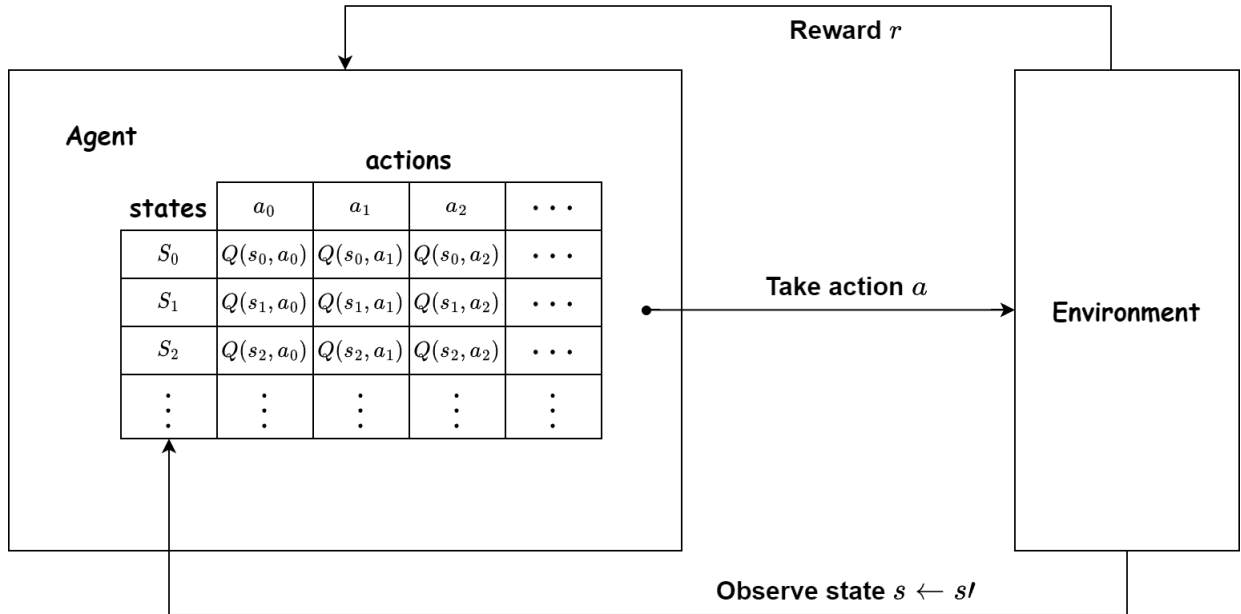 Reward r
Agent
actions
states a₀ a₁ a₂ ···
S₀ Q(s₀, a₀) Q(s₀, a₁) Q(s₀, a₂) ···
S₁ Q(s₁, a₀) Q(s₁, a₁) Q(s₁, a₂) ···
Take action a
Environment
S₂ Q(s₂, a₀) Q(s₂, a₁) Q(s₂, a₂) ···
⋮ ⋮ ⋮ ⋮ ⋮
Observe state s ← s′